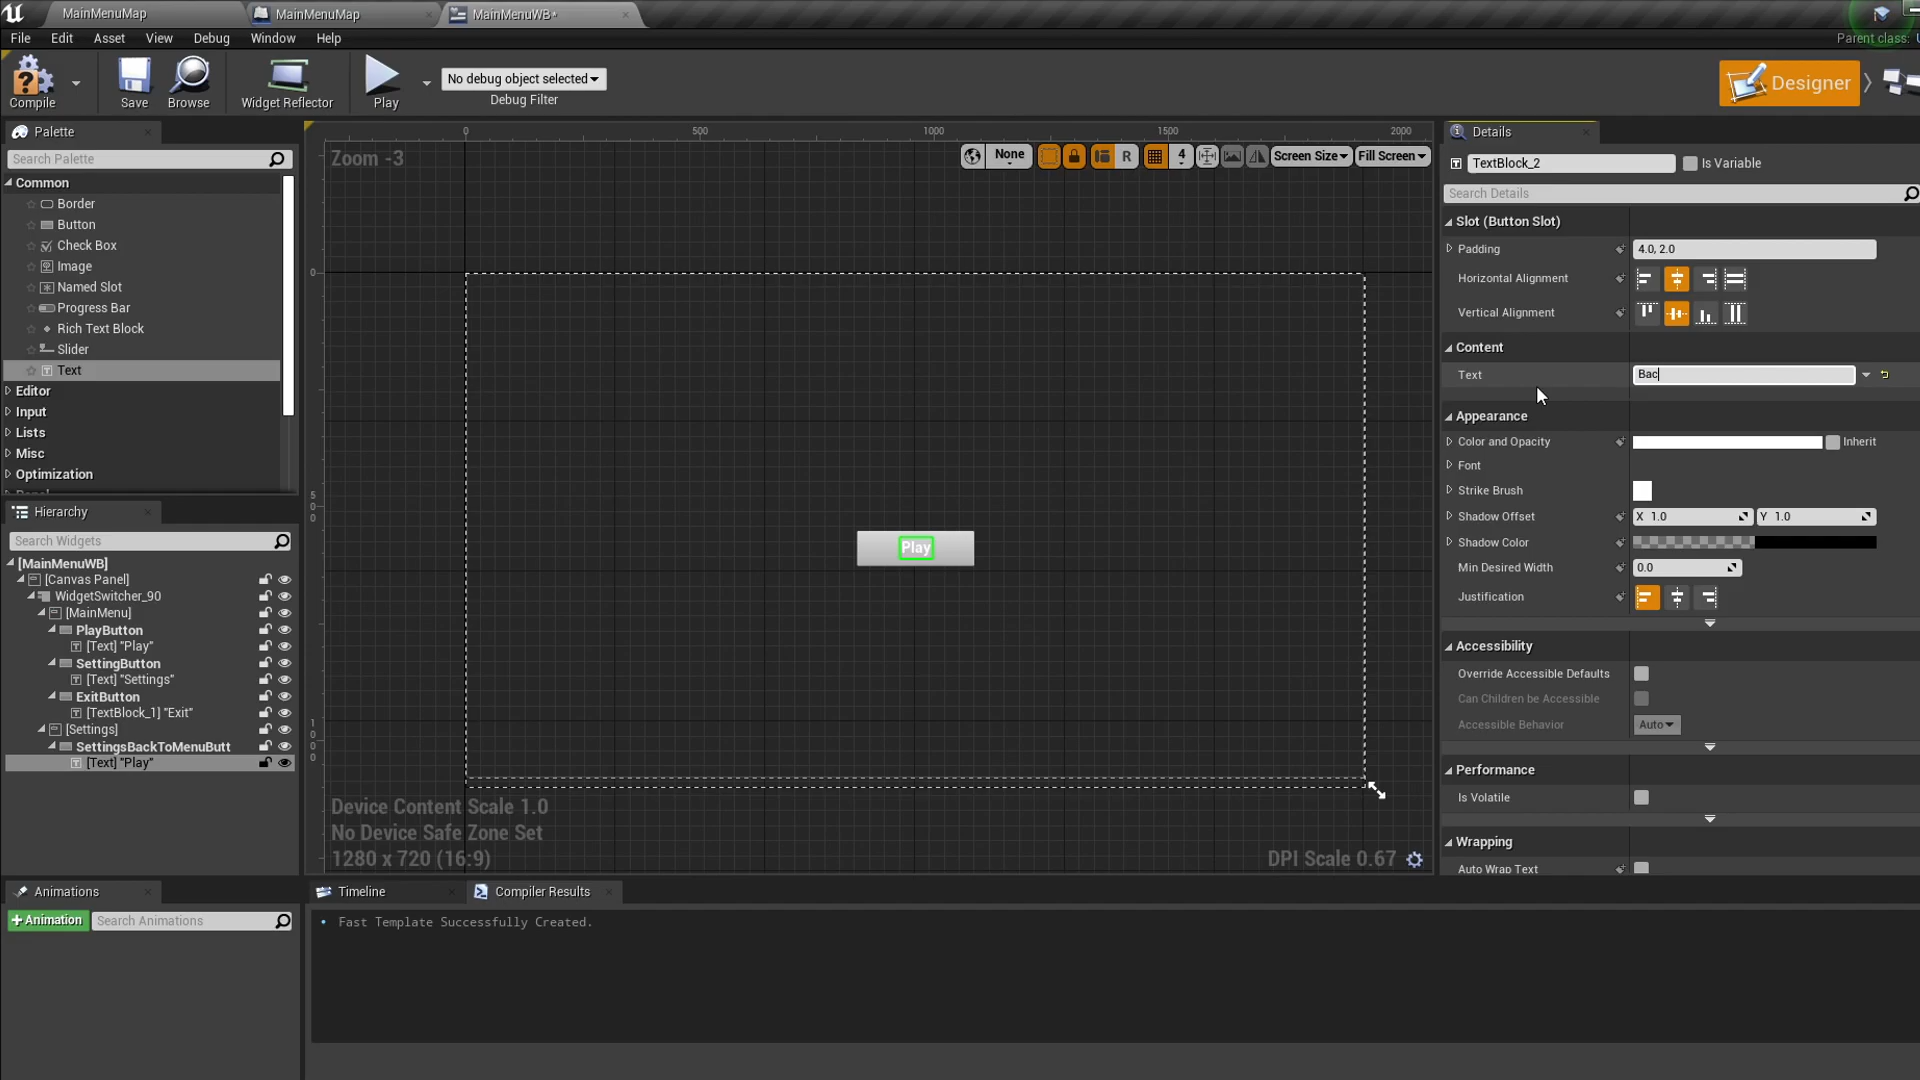 MainMenuMap
MainMenuMap
MainMenuWB*
File
Edit
Asset
View
Debug
Window
Help
Parent class:
Compile
Save
Browse
Widget Reflector
Play
No debug object selected
Debug Filter
Designer
Palette
Search Palette
Common
Border
Button
Check Box
Image
Named Slot
Progress Bar
Rich Text Block
Slider
Text
Editor
Input
Lists
Misc
Optimization
Hierarchy
Search Widgets
[MainMenuWB]
[Canvas Panel]
WidgetSwitcher_90
[MainMenu]
PlayButton
[Text] "Play"
SettingButton
[Text] "Settings"
ExitButton
[TextBlock_1] "Exit"
[Settings]
SettingsBackToMenuButt
[Text] "Play"
Animations
+Animation
Search Animations
0
500
1000
1500
2000
Zoom -3
None
R
4
Screen Size
Fill Screen
0
5
0
0
1
0
0
0
Play
Device Content Scale 1.0
No Device Safe Zone Set
1280 x 720 (16:9)
DPI Scale 0.67
Timeline
Compiler Results
• Fast Template Successfully Created.
Details
TextBlock_2
Is Variable
Search Details
Slot (Button Slot)
Padding
4.0, 2.0
Horizontal Alignment
Vertical Alignment
Content
Text
Bac
Appearance
Color and Opacity
Inherit
Font
Strike Brush
Shadow Offset
X 1.0
Y 1.0
Shadow Color
Min Desired Width
0.0
Justification
Accessibility
Override Accessible Defaults
Can Children be Accessible
Accessible Behavior
Auto
Performance
Is Volatile
Wrapping
Auto Wrap Text